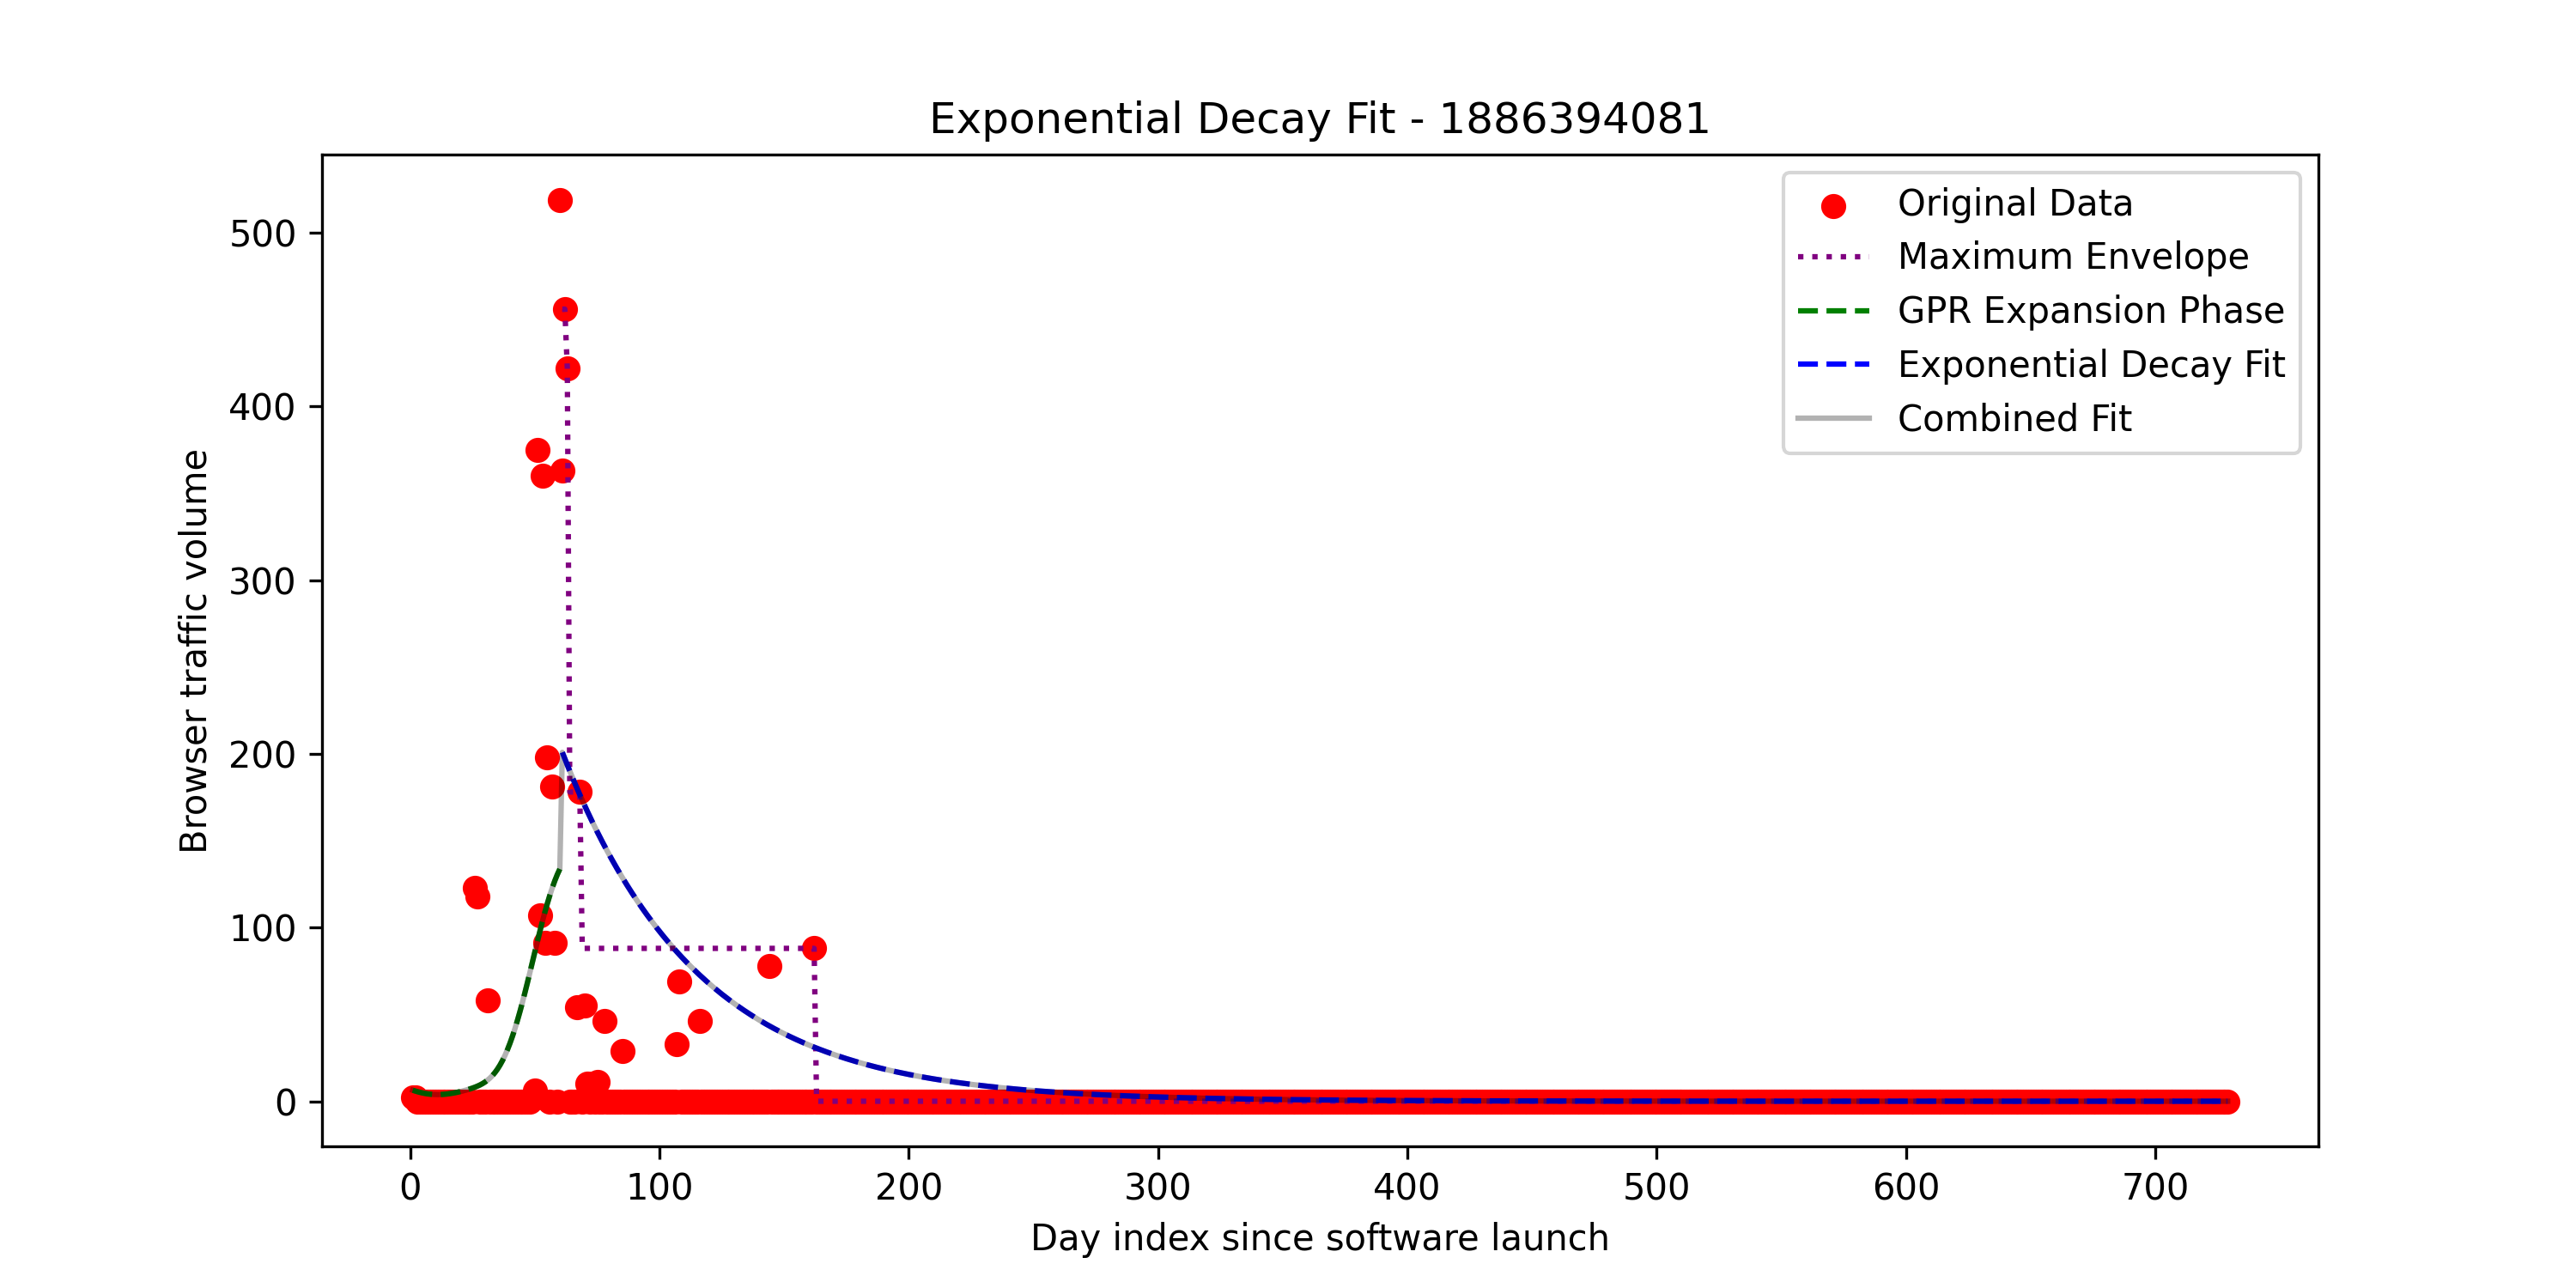 Exponential Decay Fit - 1886394081
Original Data
Maximum Envelope
GPR Expansion Phase
Exponential Decay Fit
Combined Fit
Browser traffic volume
500
400
300
200
100
0
0 100 200 300 400 500 600 700
Day index since software launch